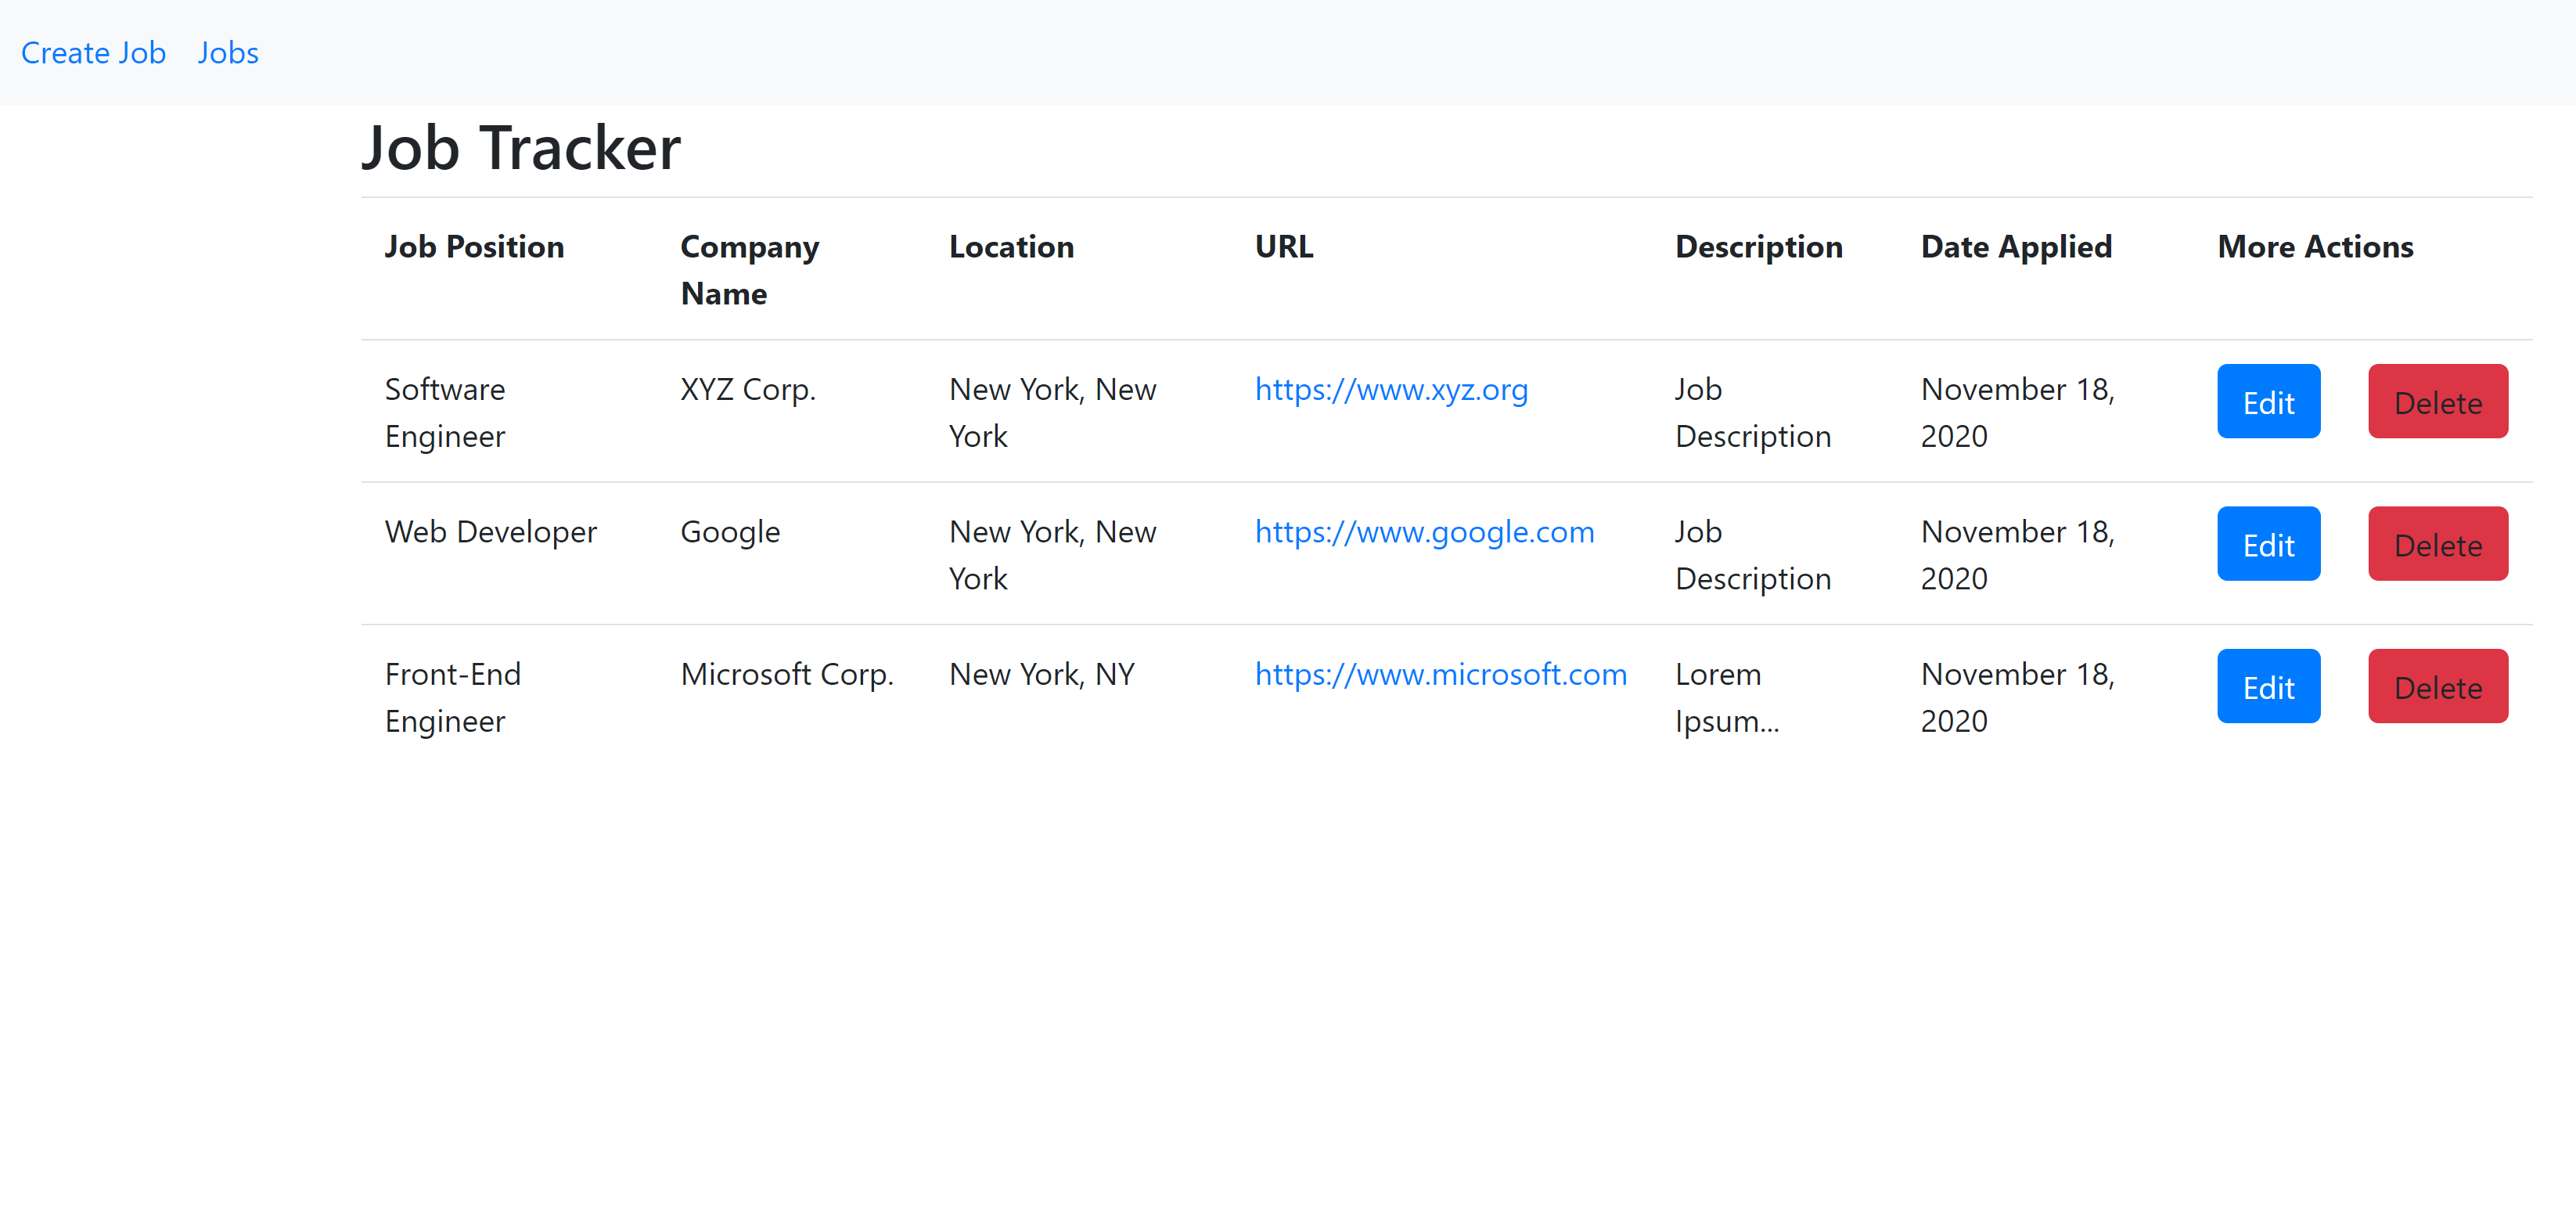 Create Job Jobs
Job Tracker
Job Position Company Name Location URL Description Date Applied More Actions
Software Engineer XYZ Corp. New York, New York https://www.xyz.org Job Description November 18, 2020 Edit Delete
Web Developer Google New York, New York https://www.google.com Job Description November 18, 2020 Edit Delete
Front-End Engineer Microsoft Corp. New York, NY https://www.microsoft.com Lorem Ipsum... November 18, 2020 Edit Delete